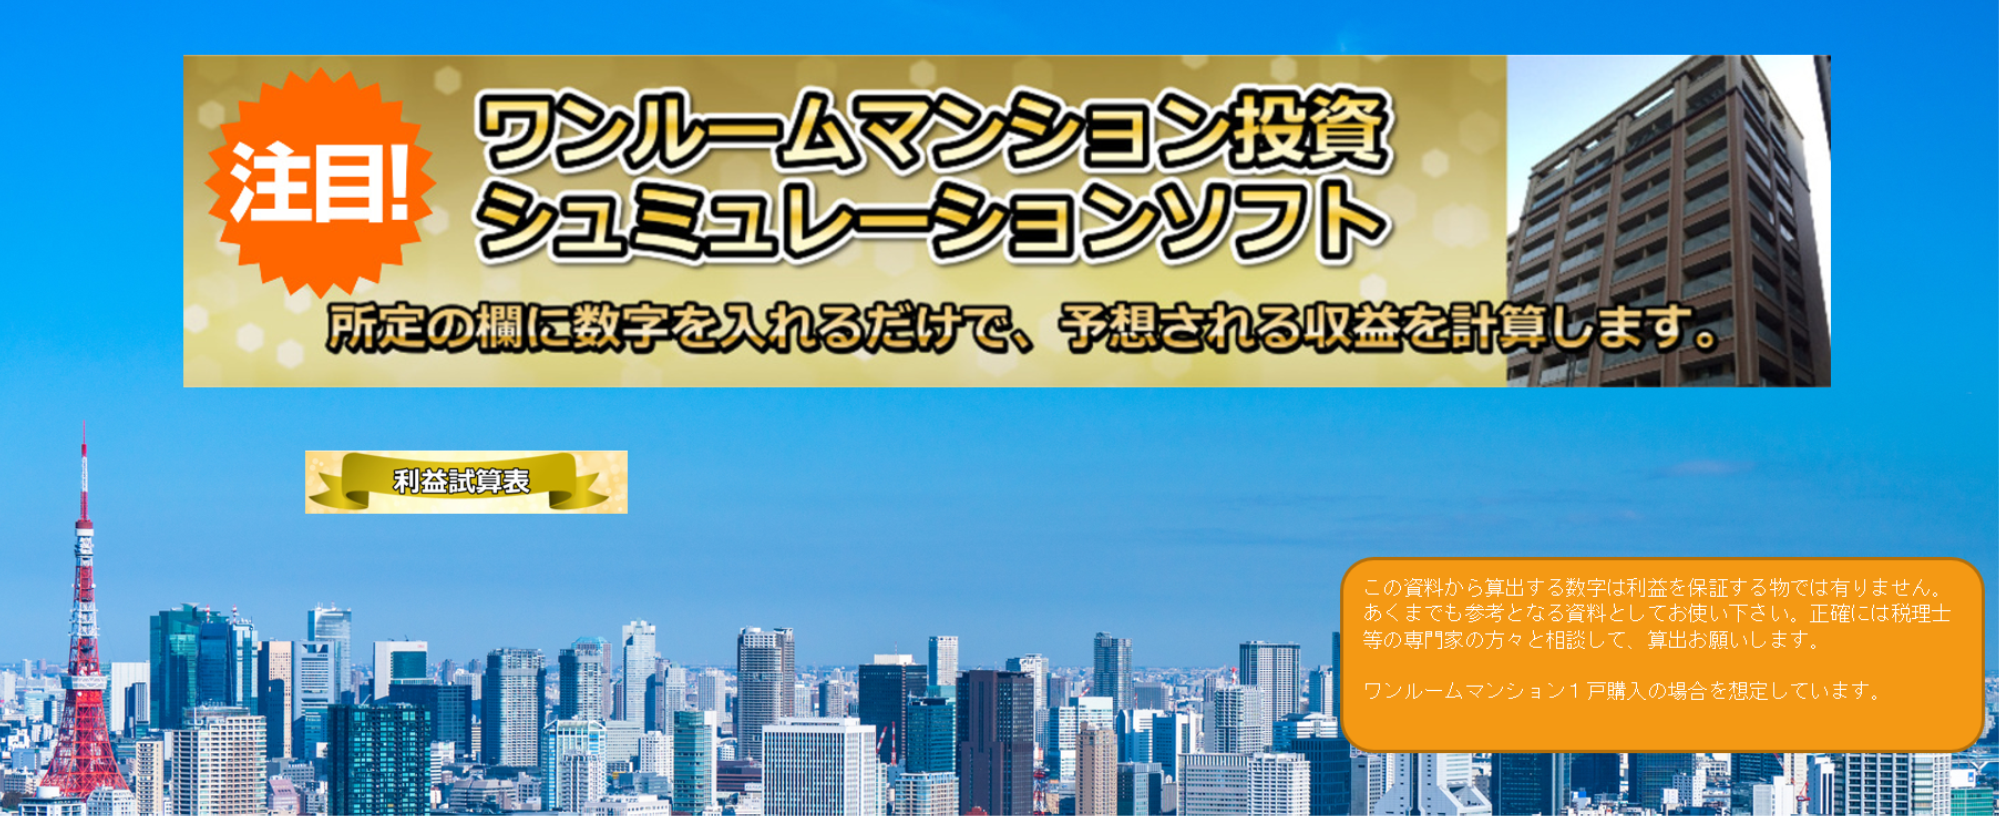 注目!
ワンルームマンション投資
シュミュレーションソフト
所定の欄に数字を入れるだけで、予想される収益を計算します。
利益試算表
この資料から算出する数字は利益を保証する物では有りません。
あくまでも参考となる資料としてお使い下さい。正確には税理士
等の専門家の方々と相談して、算出お願いします。
ワンルームマンション１戸購入の場合を想定しています。